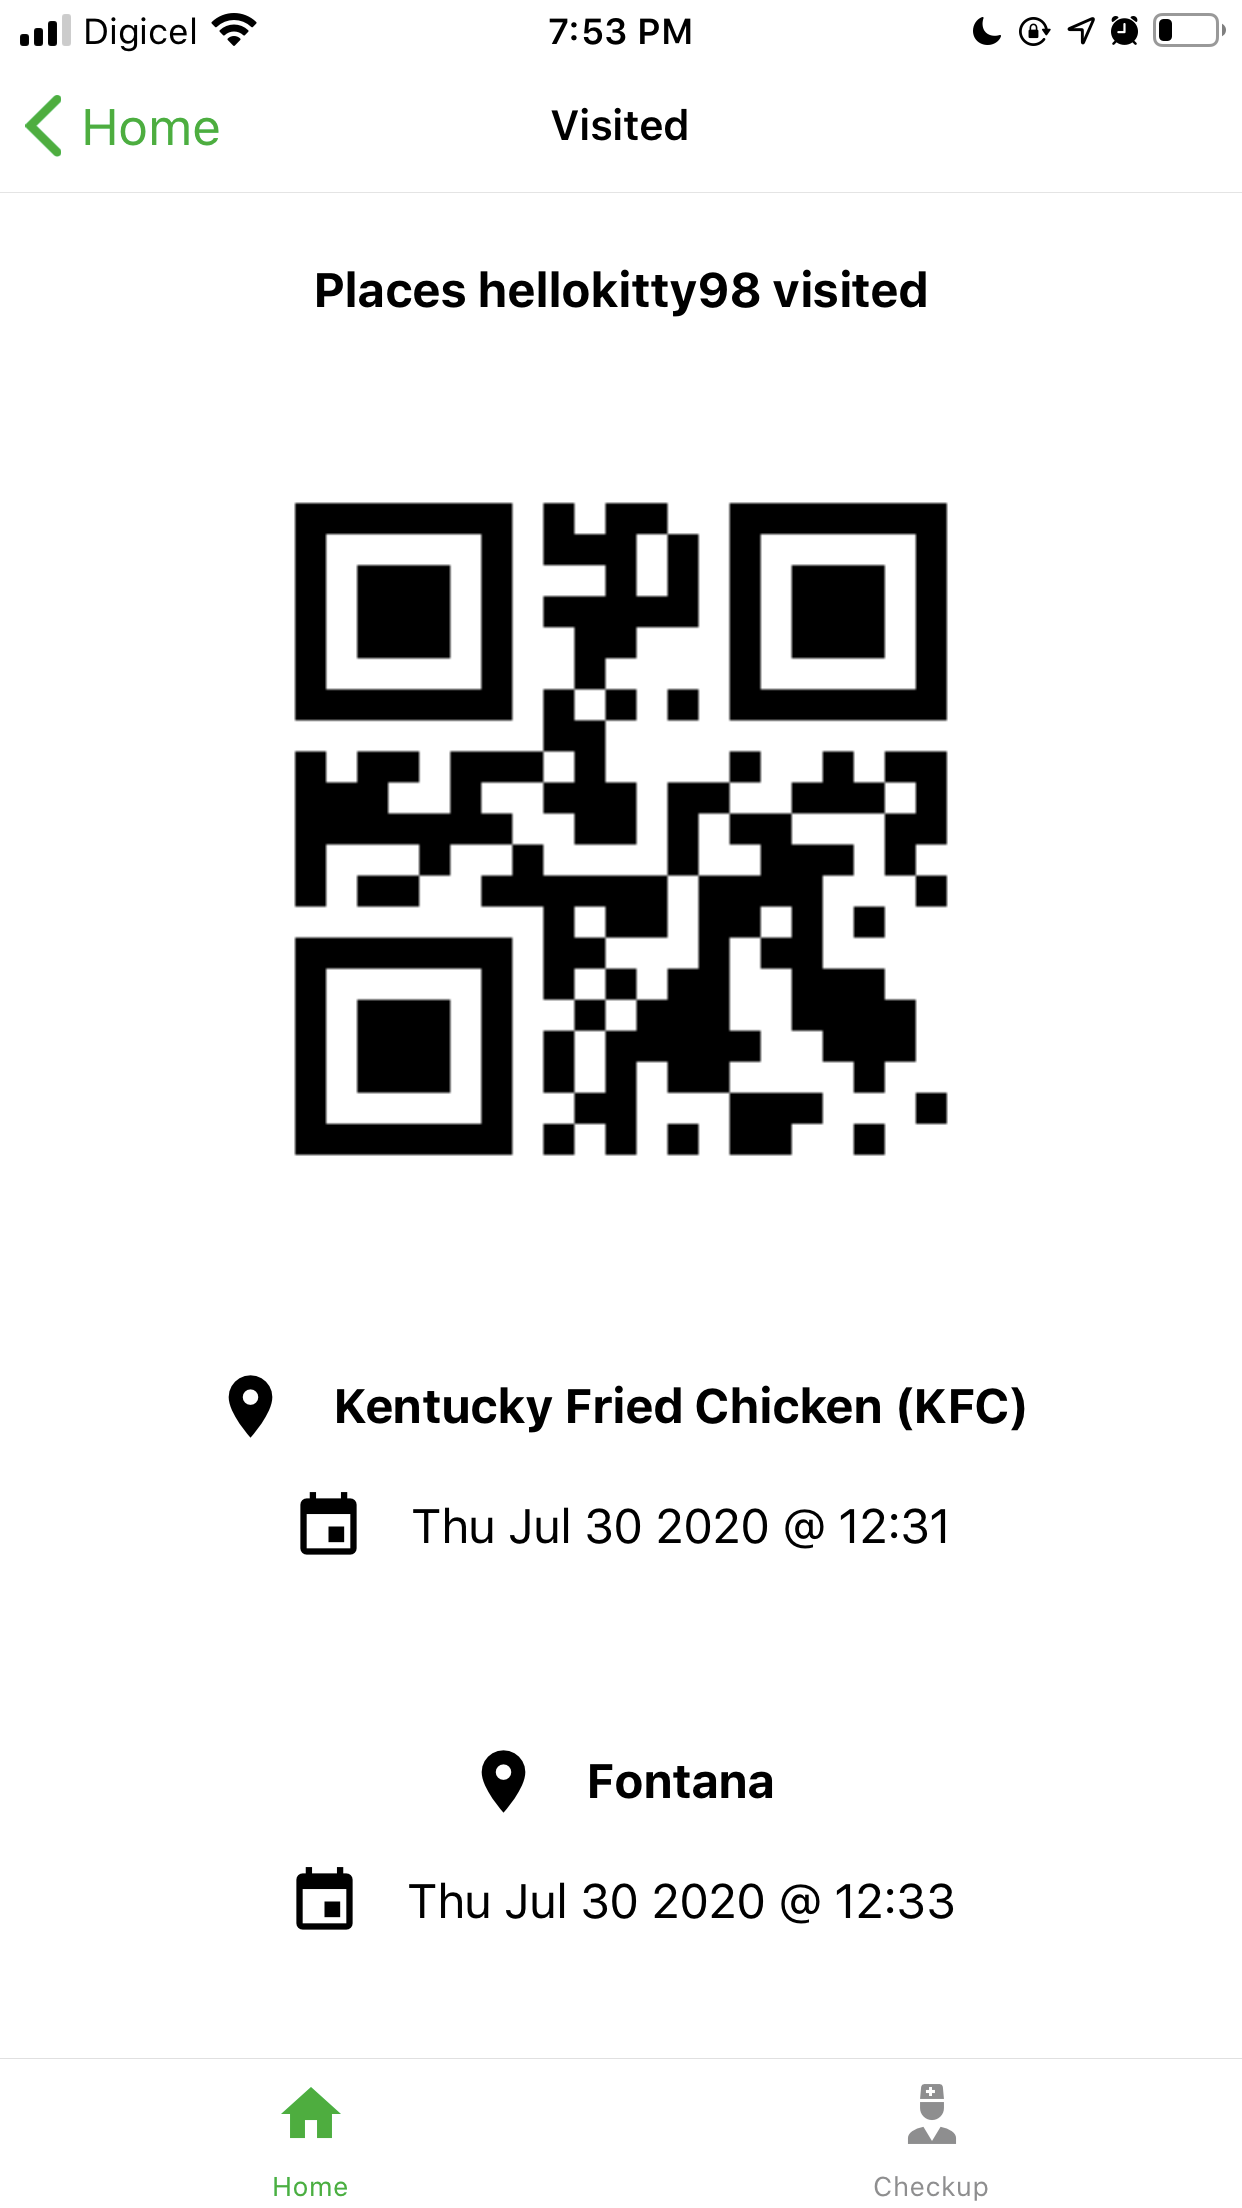 Digicel 7:53 PM
Home Visited
Places hellokitty98 visited
Kentucky Fried Chicken (KFC)
Thu Jul 30 2020 @ 12:31
Fontana
Thu Jul 30 2020 @ 12:33
Home Checkup